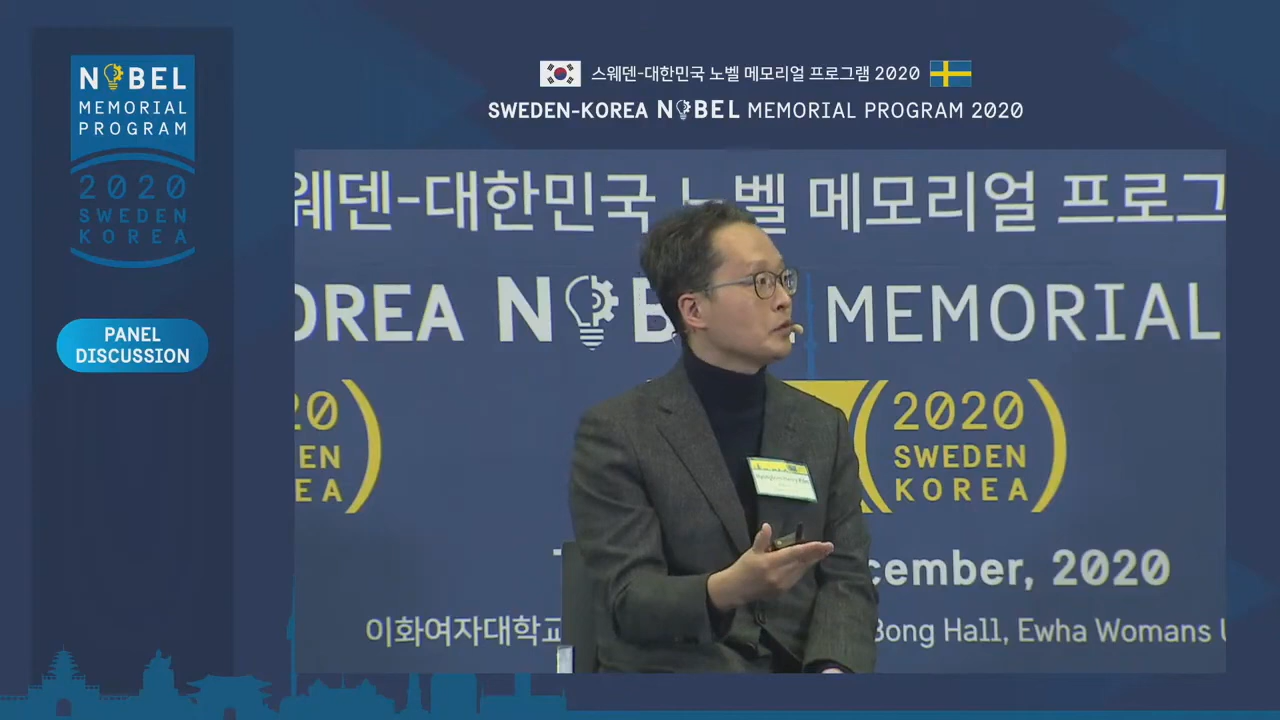 NOBEL
MEMORIAL
PROGRAM
2020
SWEDEN
KOREA
PANEL
DISCUSSION
스웨덴-대한민국 노벨 메모리얼 프로그램 2020
SWEDEN-KOREA NOBEL MEMORIAL PROGRAM 2020
웨덴-대한민국 노벨 메모리얼 프로그
OREA NOB MEMORIAL
20
EN
EA
2020
SWEDEN
KOREA
cember, 2020
이화여자대학교
Bong Hall, Ewha Womans U